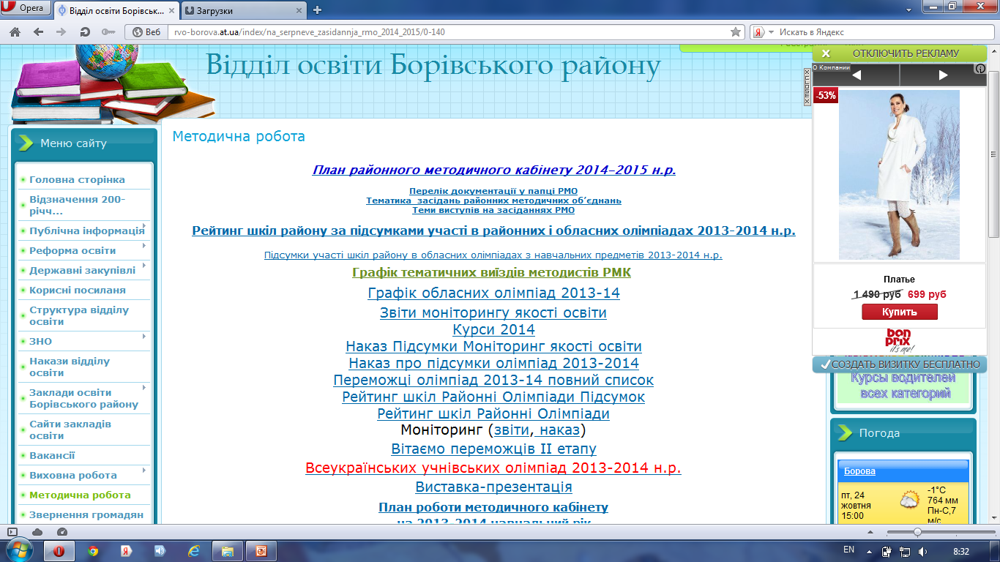 Opera
Відділ освіти Борівськ...
Загрузки
Веб
rvo-borova.at.ua/index/na_serpneve_zasidannja_rmo_2014_2015/0-140
Искать в Яндекс
Відділ освіти Борівського району
Меню сайту
Головна сторінка
Відзначення 200-
річч...
Публічна інформація
Реформа освіти
Державні закупівлі
Корисні посиланя
Структура відділу
освіти
ЗНО
Накази відділу
освіти
Заклади освіти
Борівського району
Сайти закладів
освіти
Вакансії
Виховна робота
Методична робота
Звернення громадян
Методична робота
План районного методичного кабінету 2014-2015 н.р.
Перелік документації у папці РМО
Тематика засідань районних методичних об’єднань
Теми виступів на засіданнях РМО
Рейтинг шкіл району за підсумками участі в районних і обласних олімпіадах 2013-2014 н.р.
Підсумки участі шкіл району в обласних олімпіадах з навчальних предметів 2013-2014 н.р.
Графік тематичних виїздів методистів РМК
Графік обласних олімпіад 2013-14
Звіти моніторингу якості освіти
Курси 2014
Наказ Підсумки Моніторинг якості освіти
Наказ про підсумки олімпіад 2013-2014
Переможці олімпіад 2013-14 повний список
Рейтинг шкіл Районні Олімпіади Підсумок
Рейтинг шкіл Районні Олімпіади
Моніторинг (звіти, наказ)
Вітаємо переможців ІІ етапу
Всеукраїнських учнівських олімпіад 2013-2014 н.р.
Виставка-презентація
План роботи методичного кабінету
на 2013-2014 навчальний рік
ОТКЛЮЧИТЬ РЕКЛАМУ
О Компании
-53%
Платье
1 490 руб 699 руб
Купить
bon
prix
it's me!
СОЗДАТЬ ВИЗИТКУ БЕСПЛАТНО
Курсы водителей
всех категорий
Погода
Борова
пт, 24
жовтня
15:00
-1°C
764 мм
Пн-С,7
м/с
EN
8:32